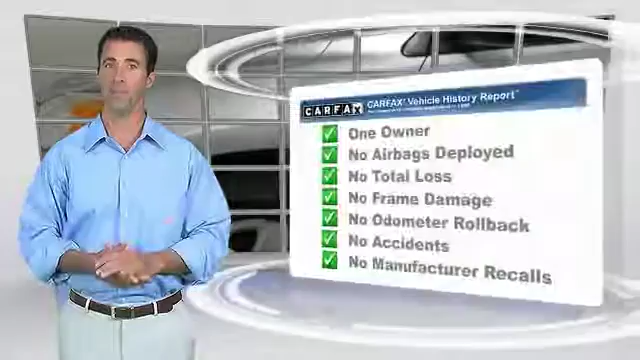 CARFAX CARFAX® Vehicle History Report™
One Owner
No Airbags Deployed
No Total Loss
No Frame Damage
No Odometer Rollback
No Accidents
No Manufacturer Recalls